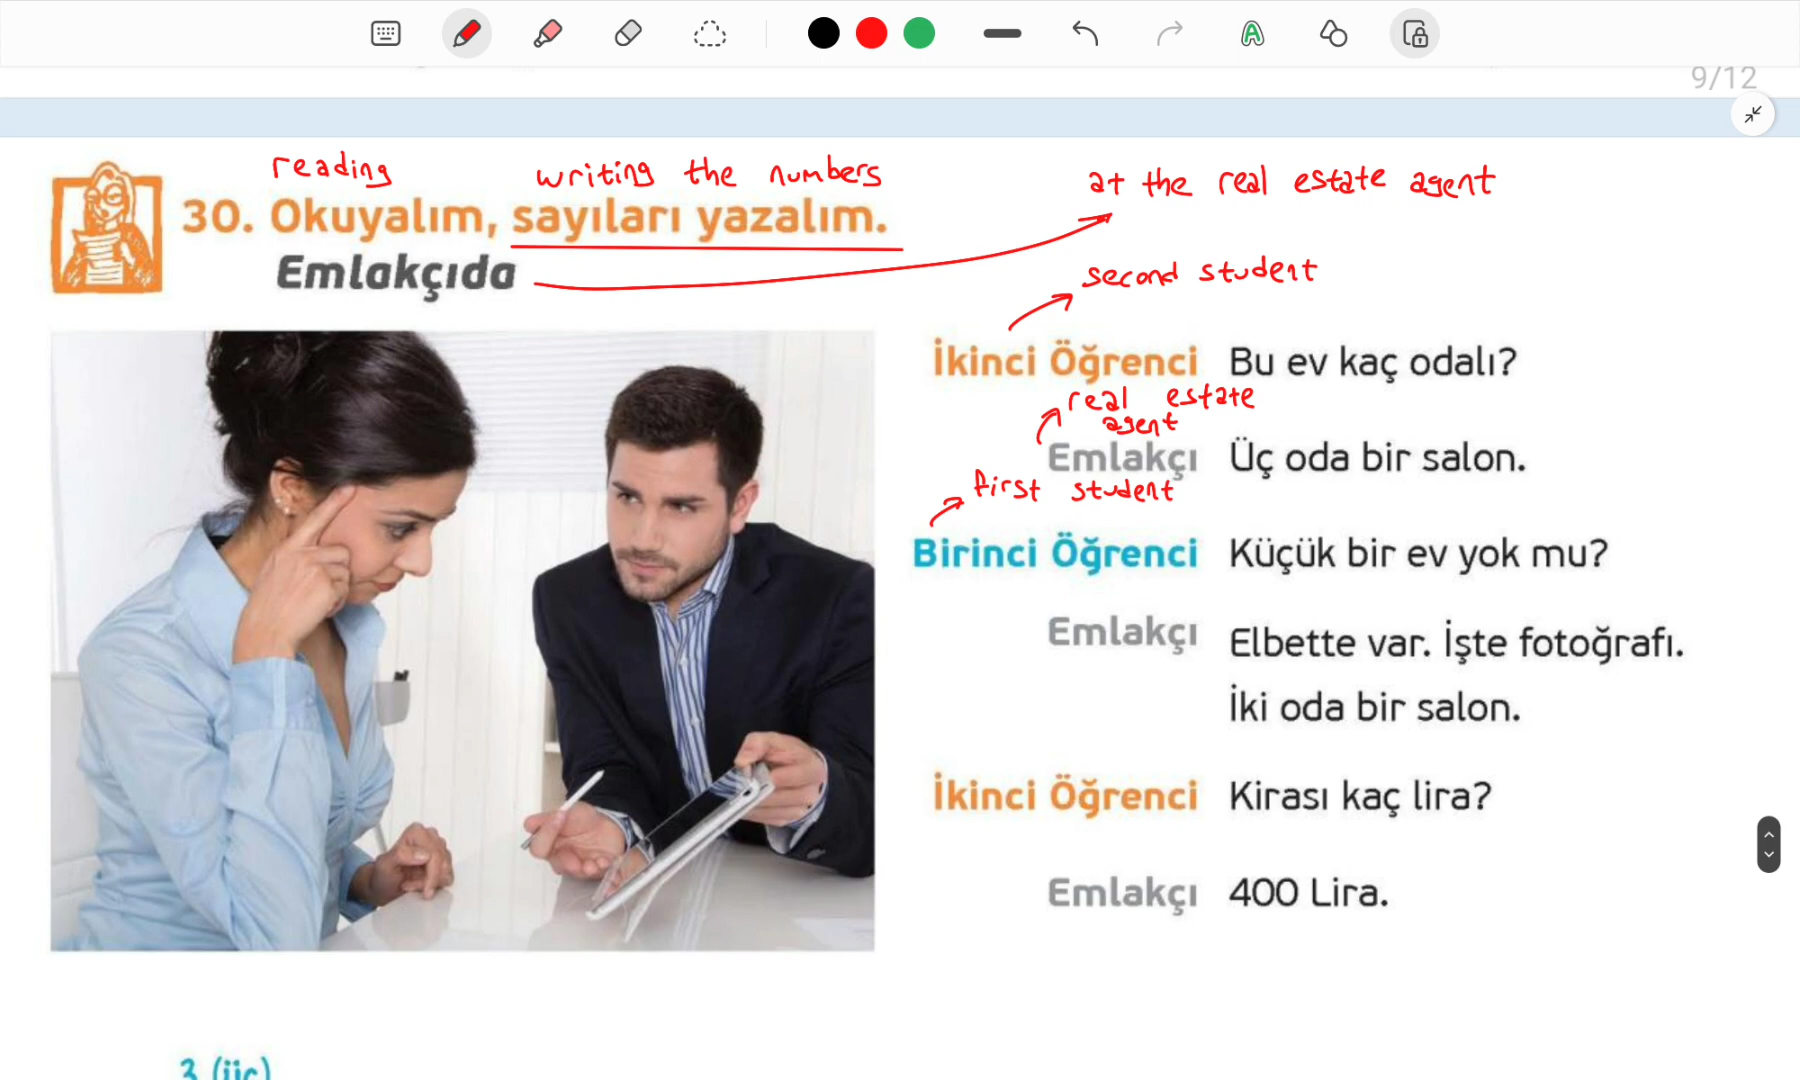 9/12
reading writing the numbers at the real estate agent
30. Okuyalım, sayıları yazalım.
Emlakçıda
second student
İkinci Öğrenci Bu ev kaç odalı?
real estate
agent
Emlakçı Üç oda bir salon.
first student
Birinci Öğrenci Küçük bir ev yok mu?
Emlakçı Elbette var. İşte fotoğrafı.
İki oda bir salon.
İkinci Öğrenci Kirası kaç lira?
Emlakçı 400 Lira.
3 (üç)